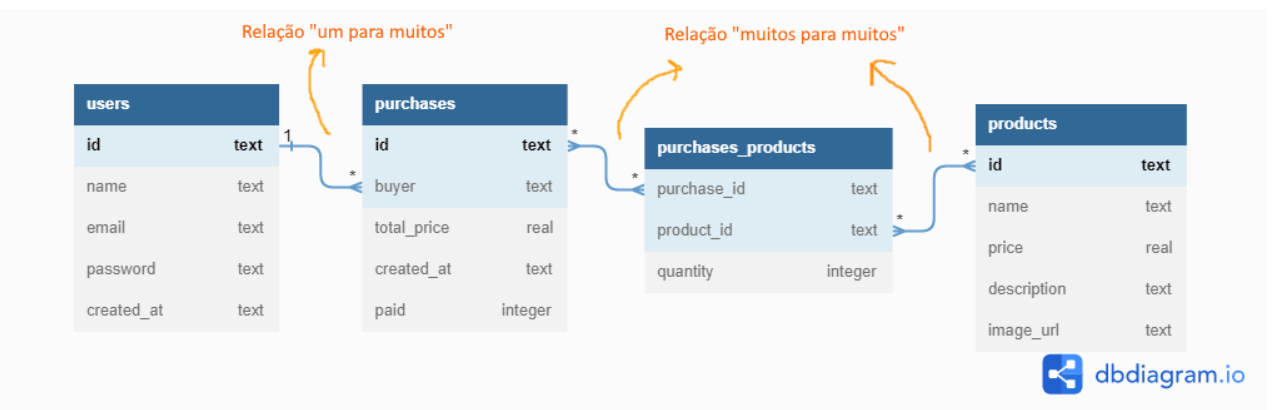 Relação "um para muitos"
Relação "muitos para muitos"
users
id text
name text
email text
password text
created_at text
1
*
purchases
id text
buyer text
total_price real
created_at text
paid integer
*
*
purchases_products
purchase_id text
product_id text
quantity integer
*
*
products
id text
name text
price real
description text
image_url text
dbdiagram.io